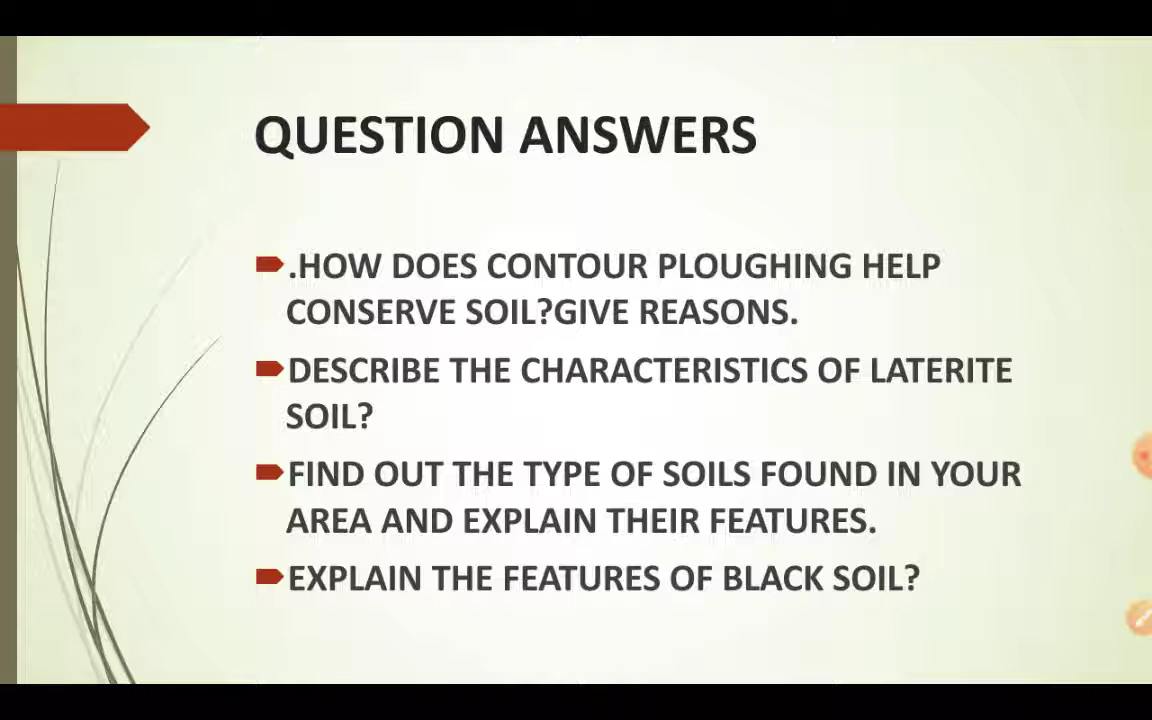 QUESTION ANSWERS
.HOW DOES CONTOUR PLOUGHING HELP
CONSERVE SOIL?GIVE REASONS.
DESCRIBE THE CHARACTERISTICS OF LATERITE
SOIL?
FIND OUT THE TYPE OF SOILS FOUND IN YOUR
AREA AND EXPLAIN THEIR FEATURES.
EXPLAIN THE FEATURES OF BLACK SOIL?